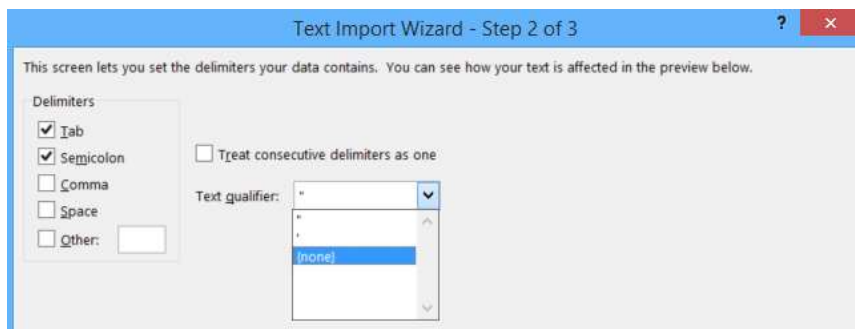 Text Import Wizard - Step 2 of 3
?
×
This screen lets you set the delimiters your data contains. You can see how your text is affected in the preview below.
Delimiters
Tab
Semicolon
Comma
Space
Other:
Treat consecutive delimiters as one
Text qualifier: "
"
'
{none}